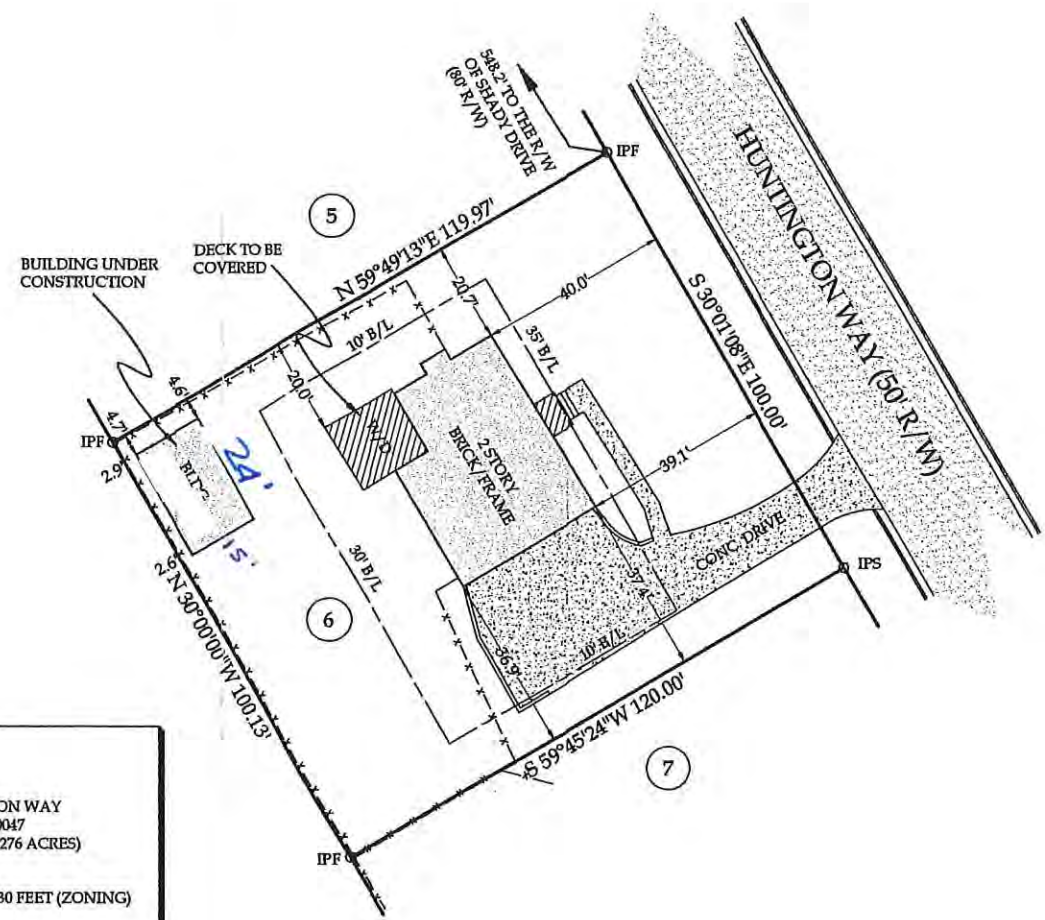 548.2' TO THE R/W
OF SHADY DRIVE
(80' R/W)
IPF
HUNTINGTON WAY (50' R/W)
5
BUILDING UNDER
CONSTRUCTION
DECK TO BE
COVERED
N 59°49'13"E 119.97'
20.7'
40.0'
S 30°01'08"E 100.00'
10' B/L
35' B/L
20.0'
4.6'
4.7'
IPF
2.9'
24'
W/D
2 STORY
BRICK/FRAME
39.1'
15'
2.6'
CONC. DRIVE
IPS
30' B/L
37.4'
6
N 30°00'00"W 100.13'
10' B/L
36.9'
S 59°45'24"W 120.00'
7
ON WAY
0047
276 ACRES)
IPF
30 FEET (ZONING)